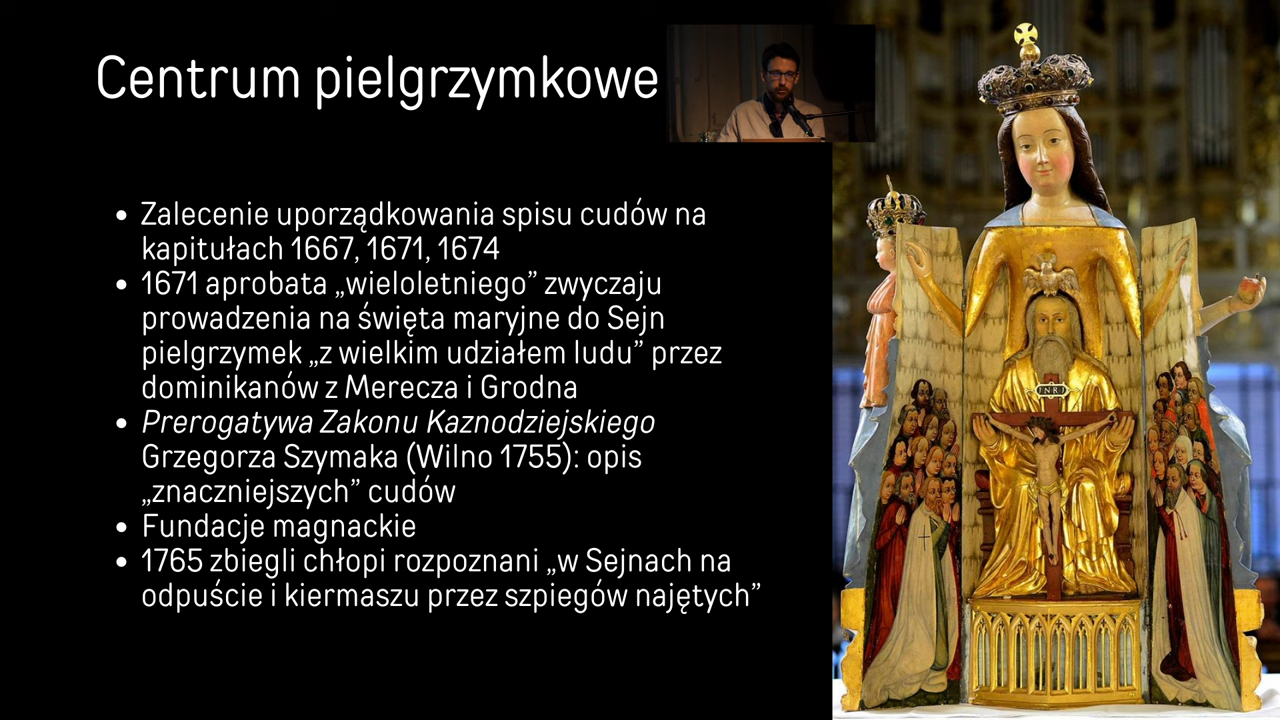 Centrum pielgrzymkowe
• Zalecenie uporządkowania spisu cudów na
kapitułach 1667, 1671, 1674
• 1671 aprobata „wieloletniego” zwyczaju
prowadzenia na święta maryjne do Sejn
pielgrzymek „z wielkim udziałem ludu” przez
dominikanów z Merecza i Grodna
• Prerogatywa Zakonu Kaznodziejskiego
Grzegorza Szymaka (Wilno 1755): opis
„znaczniejszych” cudów
• Fundacje magnackie
• 1765 zbiegli chłopi rozpoznani „w Sejnach na
odpuście i kiermaszu przez szpiegów najętych”
INRI